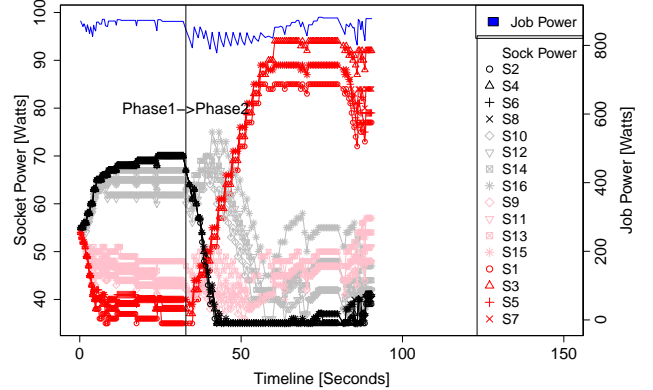 Job Power
Sock Power
S2
S4
S6
S8
S10
S12
S14
S16
S9
S11
S13
S15
S1
S3
S5
S7
Phase1−>Phase2
Socket Power [Watts]
100
90
80
70
60
50
40
Job Power [Watts]
800
600
400
200
0
0
50
100
150
Timeline [Seconds]